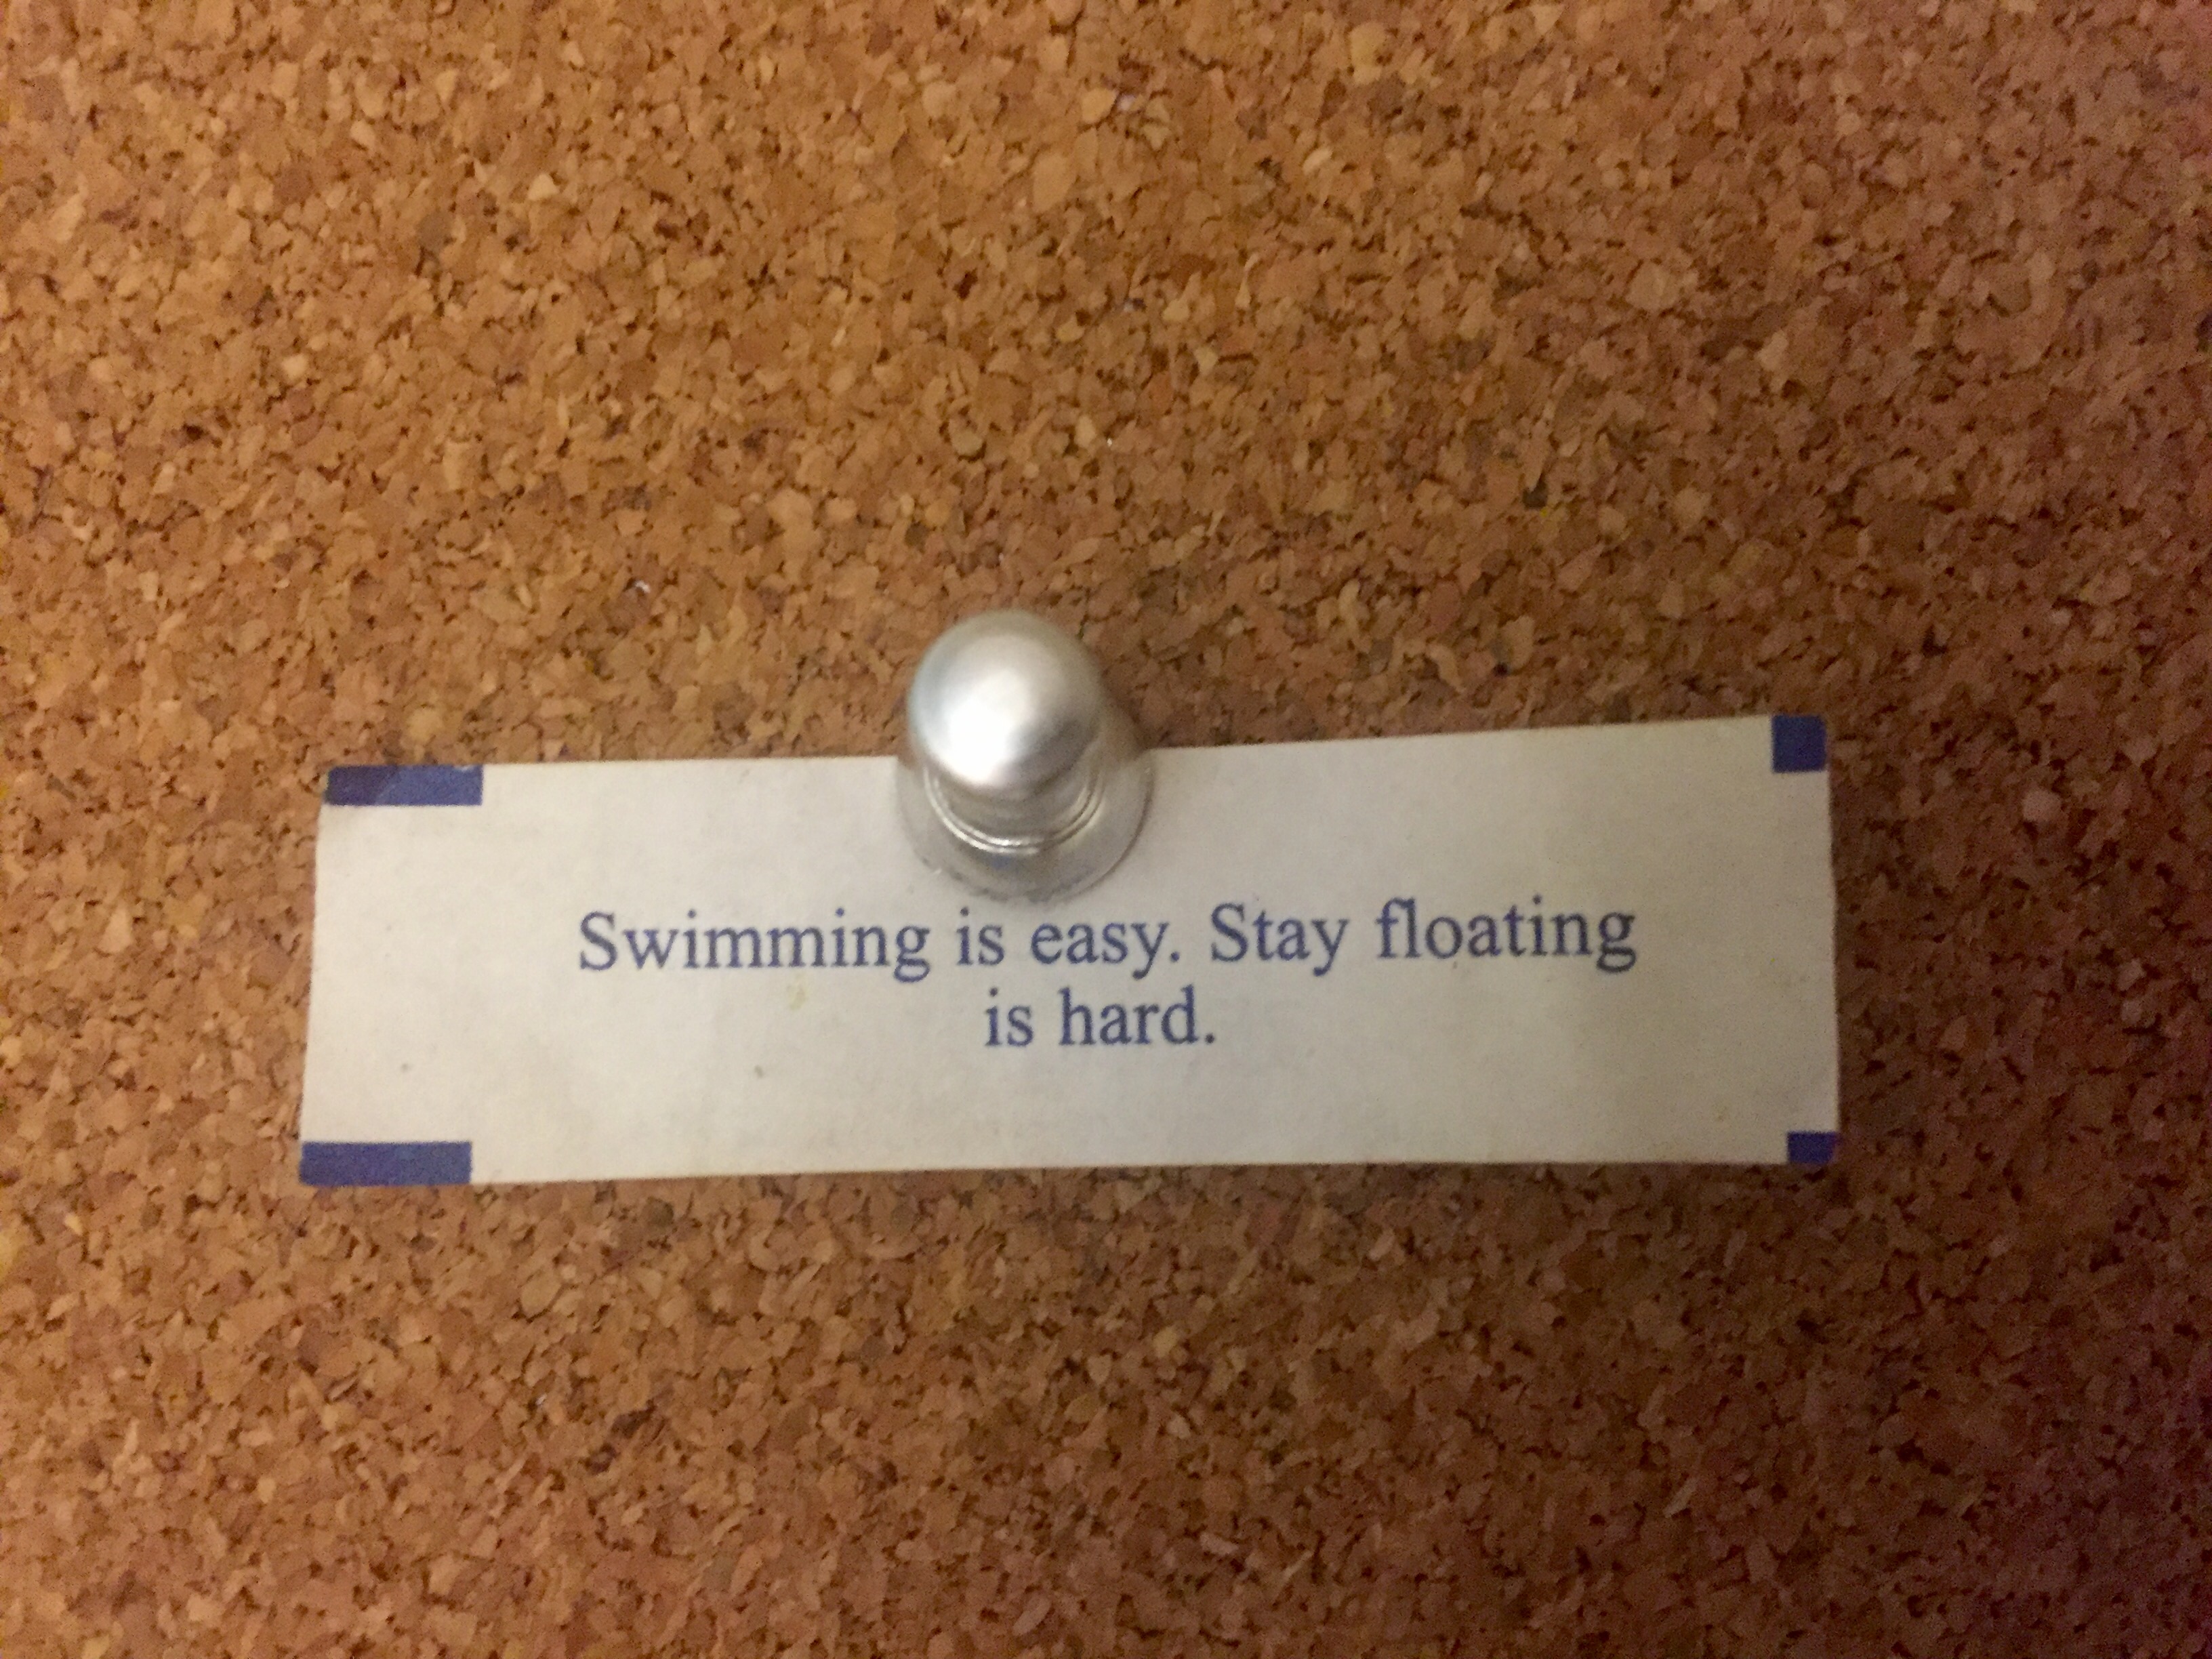 Swimming is easy. Stay floating
is hard.